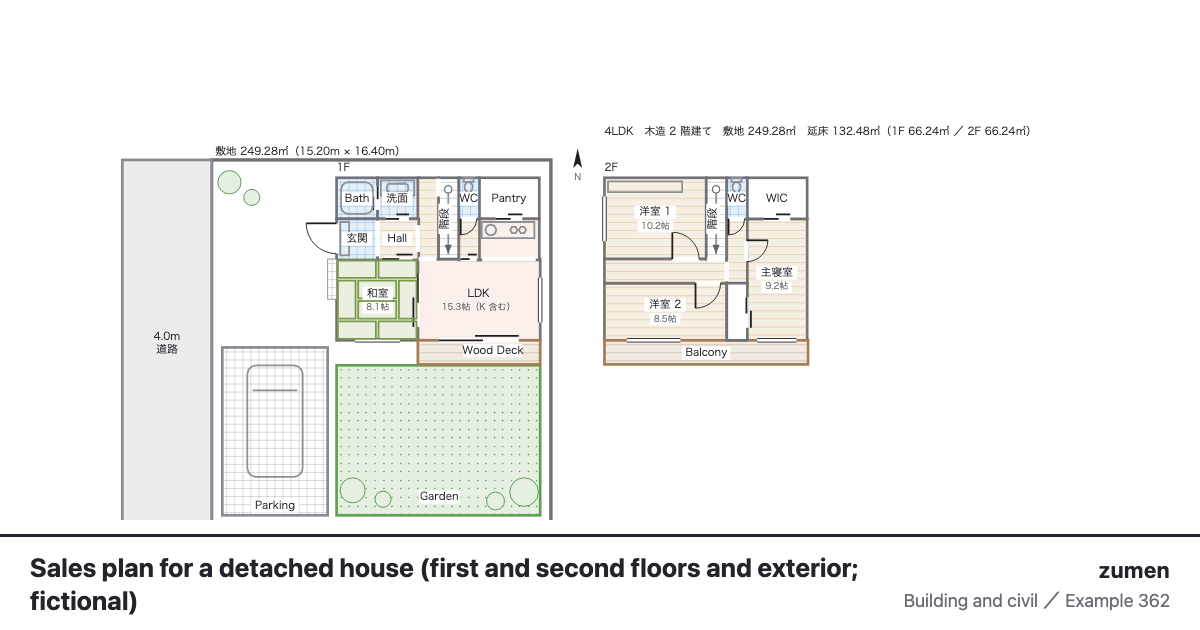 4LDK　木造 2 階建て　敷地 249.28㎡　延床 132.48㎡（1F 66.24㎡ ／ 2F 66.24㎡）
敷地 249.28㎡（15.20m × 16.40m）
1F
N
2F
Bath
洗面
階段
WC
Pantry
玄関
Hall
和室
8.1帖
LDK
15.3帖（K 含む）
Wood Deck
4.0m
道路
Parking
Garden
洋室 1
10.2帖
階段
WC
WIC
主寝室
9.2帖
洋室 2
8.5帖
Balcony
Sales plan for a detached house (first and second floors and exterior;
fictional)
zumen
Building and civil ／ Example 362